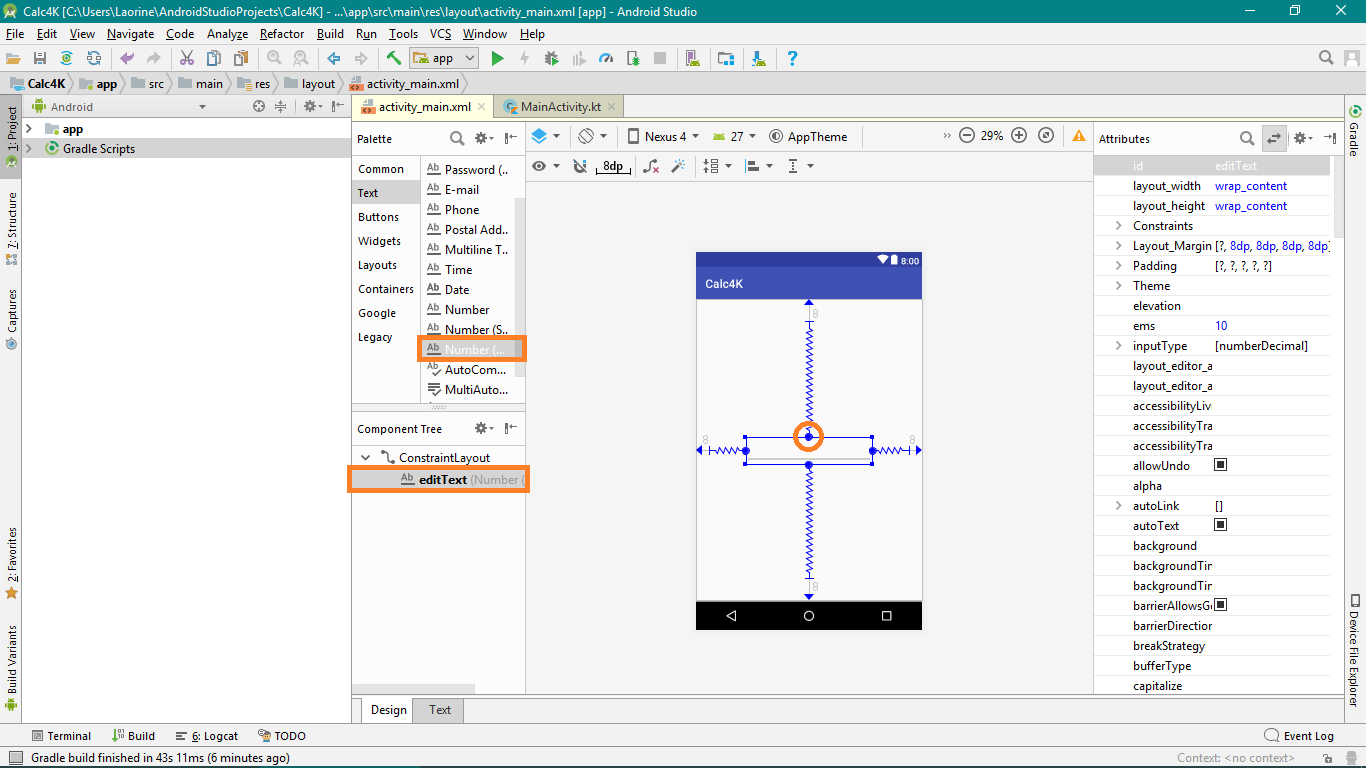 Calc4K [C:\Users\Laorine\AndroidStudioProjects\Calc4K] - ...\app\src\main\res\layout\activity_main.xml [app] - Android Studio
File Edit View Navigate Code Analyze Refactor Build Run Tools VCS Window Help
app
Calc4K app src main res layout activity_main.xml
1: Project
7: Structure
Captures
2: Favorites
Build Variants
Android
app
Gradle Scripts
activity_main.xml
MainActivity.kt
Palette
Common
Text
Buttons
Widgets
Layouts
Containers
Google
Legacy
Password (..
E-mail
Phone
Postal Add..
Multiline T..
Time
Date
Number
Number (S..
Number (...
AutoCom...
MultiAuto...
Component Tree
ConstraintLayout
editText (Number (
Nexus 4 27 AppTheme 29%
8dp
8:00
Calc4K
8
8
8
8
Attributes
id editText
layout_width wrap_content
layout_height wrap_content
Constraints
Layout_Margin [?, 8dp, 8dp, 8dp, 8dp]
Padding [?, ?, ?, ?, ?]
Theme
elevation
ems 10
inputType [numberDecimal]
layout_editor_a
layout_editor_a
accessibilityLiv
accessibilityTra
accessibilityTra
allowUndo
alpha
autoLink []
autoText
background
backgroundTin
backgroundTin
barrierAllowsGo
barrierDirection
breakStrategy
bufferType
capitalize
Gradle
Device File Explorer
Design Text
Terminal Build 6: Logcat TODO Event Log
Gradle build finished in 43s 11ms (6 minutes ago)
Context: <no context>